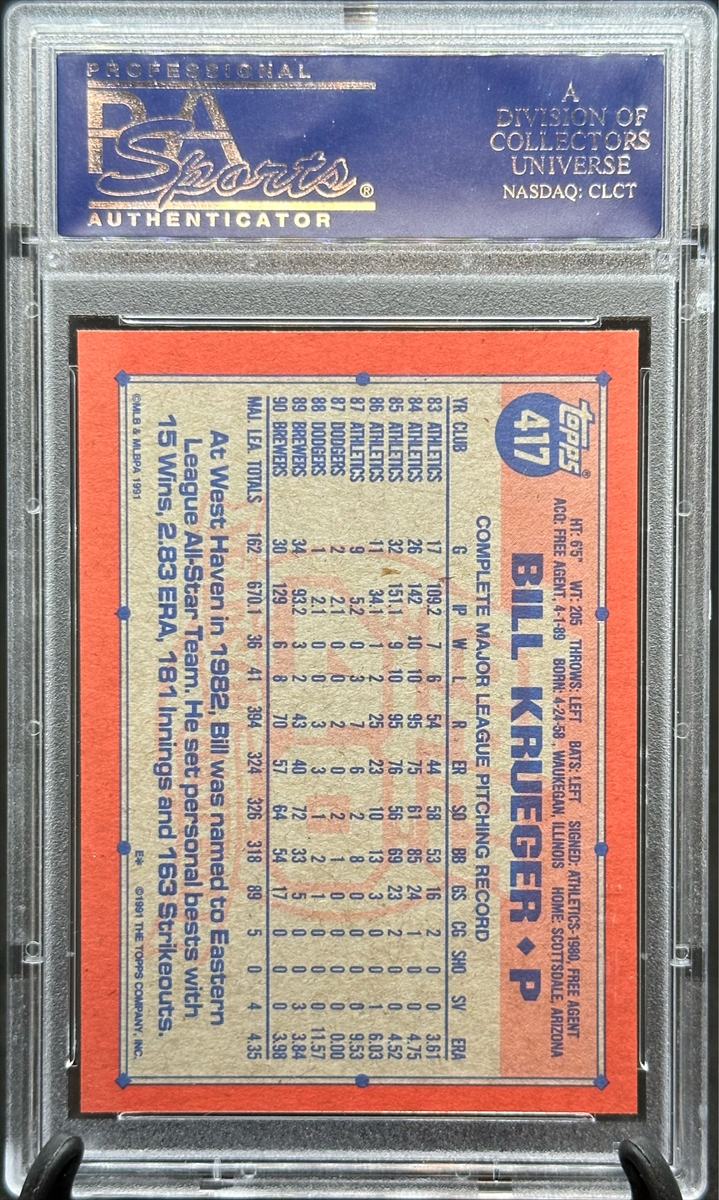 PROFESSIONAL
PSA
Sports®
AUTHENTICATOR
A
DIVISION OF
COLLECTORS
UNIVERSE
NASDAQ: CLCT
topps®
417
HT: 6'5" WT: 205 THROWS: LEFT BATS: LEFT SIGNED: ATHLETICS-1980, FREE AGENT
ACQ: FREE AGENT, 4-1-89 BORN: 4-24-58, WAUKEGAN, ILLINOIS HOME: SCOTTSDALE, ARIZONA
BILL KRUEGER ♦ P
COMPLETE MAJOR LEAGUE PITCHING RECORD
YR CLUB G IP W L R ER SO BB GS CG SHO SV ERA
83 ATHLETICS 17 109.2 7 6 54 44 58 53 16 2 0 0 3.61
84 ATHLETICS 26 142 10 10 95 75 61 85 24 1 0 0 4.75
85 ATHLETICS 32 151.1 9 10 95 76 56 69 23 2 0 0 4.52
86 ATHLETICS 11 34.1 1 2 25 23 10 13 3 0 0 1 6.03
87 ATHLETICS 9 5.2 0 3 7 6 2 8 0 0 0 0 9.53
87 DODGERS 2 2.1 0 0 2 0 2 1 0 0 0 0 0.00
88 DODGERS 1 2.1 0 0 3 3 1 2 1 0 0 0 11.57
89 BREWERS 34 93.2 3 2 43 40 72 33 5 0 0 3 3.84
90 BREWERS 30 129 6 8 70 57 64 54 17 0 0 0 3.98
MAJ. LEA. TOTALS 162 670.1 36 41 394 324 326 318 89 5 0 4 4.35
At West Haven in 1982, Bill was named to Eastern
League All-Star Team. He set personal bests with
15 Wins, 2.83 ERA, 181 Innings and 163 Strikeouts.
©MLB & MLBPA 1991 E* ©1991 THE TOPPS COMPANY, INC.